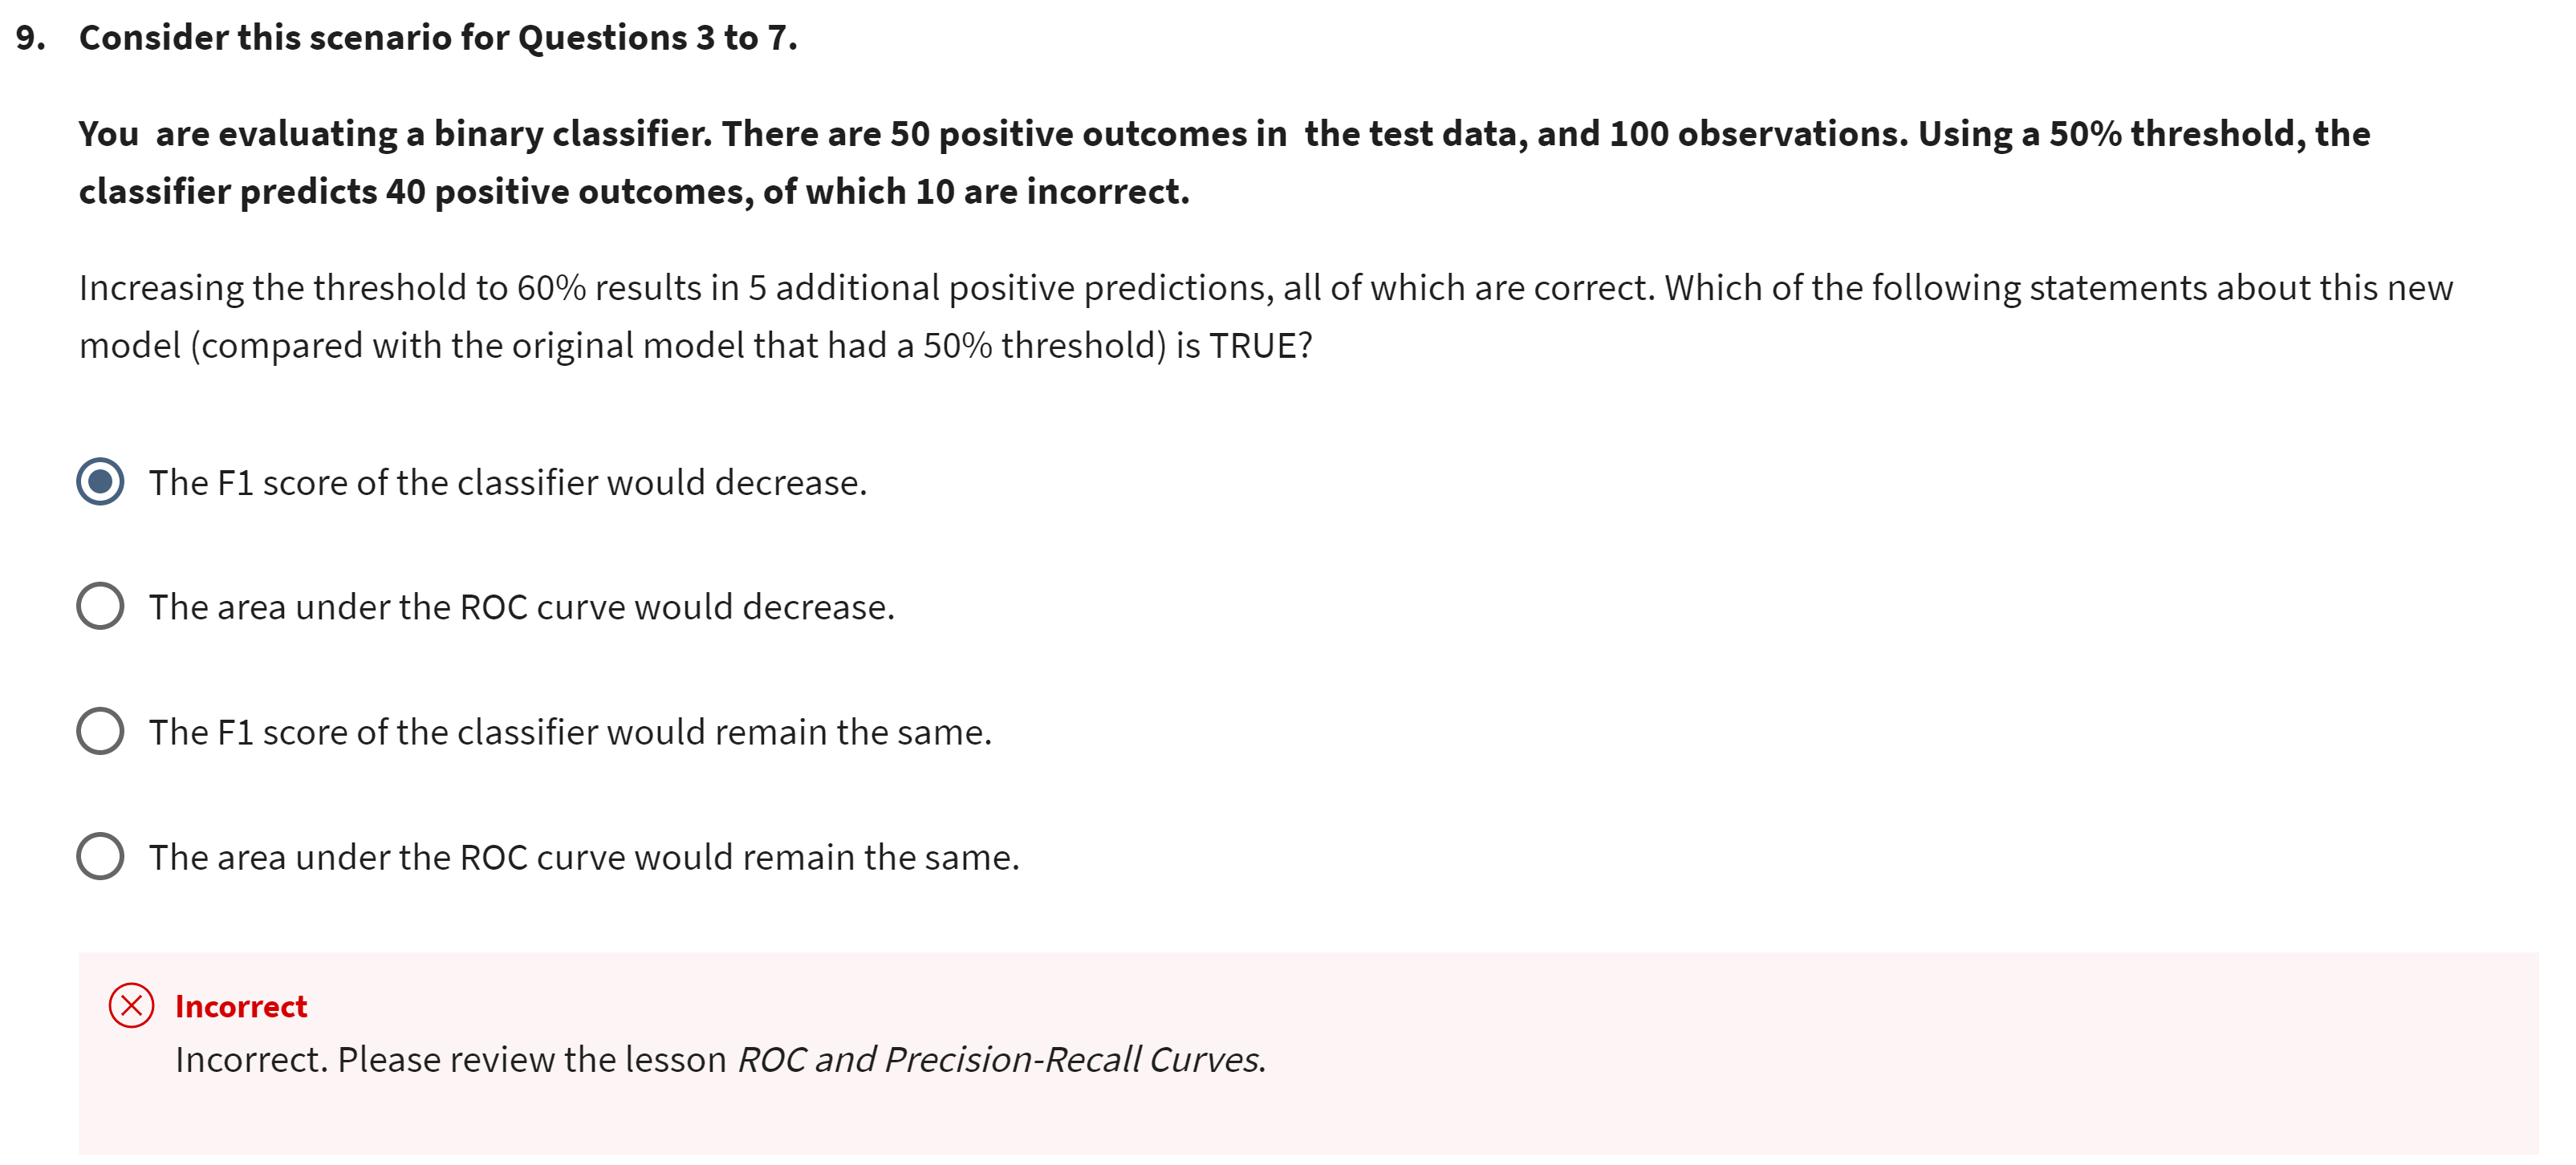 9. Consider this scenario for Questions 3 to 7.
You are evaluating a binary classifier. There are 50 positive outcomes in the test data, and 100 observations. Using a 50% threshold, the
classifier predicts 40 positive outcomes, of which 10 are incorrect.
Increasing the threshold to 60% results in 5 additional positive predictions, all of which are correct. Which of the following statements about this new
model (compared with the original model that had a 50% threshold) is TRUE?
The F1 score of the classifier would decrease.
The area under the ROC curve would decrease.
The F1 score of the classifier would remain the same.
The area under the ROC curve would remain the same.
Incorrect
Incorrect. Please review the lesson ROC and Precision-Recall Curves.